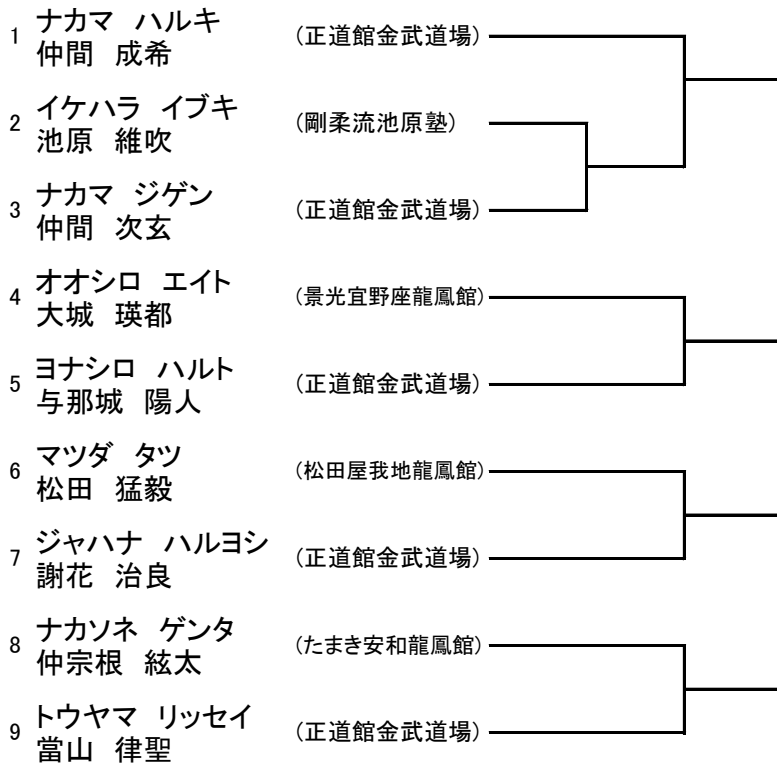 1 ナカマ ハルキ (正道館金武道場)
仲間 成希
2 イケハラ イブキ (剛柔流池原塾)
池原 維吹
3 ナカマ ジゲン (正道館金武道場)
仲間 次玄
4 オオシロ エイト (景光宜野座龍鳳館)
大城 瑛都
5 ヨナシロ ハルト (正道館金武道場)
与那城 陽人
6 マツダ タツ (松田屋我地龍鳳館)
松田 猛毅
7 ジャハナ ハルヨシ (正道館金武道場)
謝花 治良
8 ナカソネ ゲンタ (たまき安和龍鳳館)
仲宗根 絃太
9 トウヤマ リッセイ (正道館金武道場)
當山 律聖